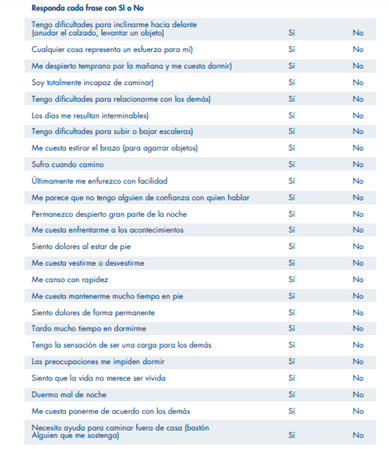 Responda cada frase con SI o No
Tengo dificultades para inclinarme hacia delante
(anudar el calzado, levantar un objeto) Sí No
Cualquier cosa representa un esfuerzo para mí) Sí No
Me despierto temprano por la mañana y me cuesta dormir) Sí No
Soy totalmente incapaz de caminar) Sí No
Tengo dificultades para relacionarme con los demás) Sí No
Los días me resultan interminables) Sí No
Tengo dificultades para subir o bajar escaleros) Sí No
Me cuesta estirar el brazo (para agarrar objetos) Sí No
Sufro cuando camino Sí No
Últimamente me enfurezco con facilidad Sí No
Me parece que no tengo alguien de confianza con quien hablar Sí No
Permanezco despierto gran parte de la noche Sí No
Me cuesta enfrentarme a los acontecimientos Sí No
Siento dolores al estar de pie Sí No
Me cuesta vestirme o desvestirme Sí No
Me canso con rapidez Sí No
Me cuesta mantenerme mucho tiempo en pie Sí No
Siento dolores de forma permanente Sí No
Tardo mucho tiempo en dormirme Sí No
Tengo la sensación de ser una carga para los demás Sí No
Las preocupaciones me impiden dormir Sí No
Siento que la vida no merece ser vivida Sí No
Duermo mal de noche Sí No
Me cuesta ponerme de acuerdo con los demás Sí No
Necesito ayuda para caminar fuera de casa (bastón
Alguien que me sostenga) Sí No